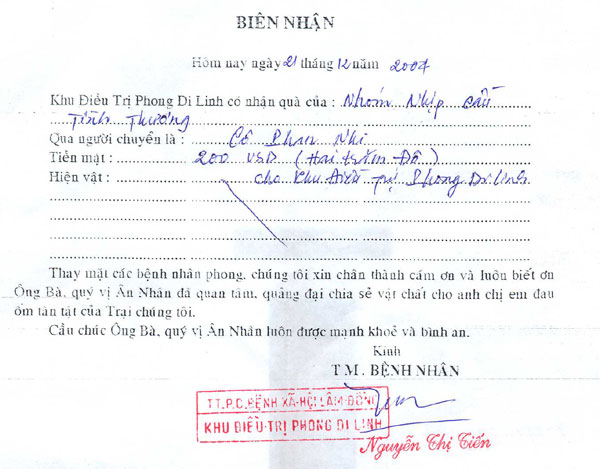 BIÊN NHẬN
Hôm nay ngày 21 tháng 12 năm 2004
Khu Điều Trị Phong Di Linh có nhận quà của : Nhóm Nhịp Cầu
Tình Thương
Qua người chuyển là : Cô Phan Nhi
Tiền mặt : 200 USD (Hai trăm Đô)
Hiện vật : cho Khu điều trị Phong Di Linh
Thay mặt các bệnh nhân phong, chúng tôi xin chân thành cám ơn và luôn biết ơn
Ông Bà, quý vị Ân Nhân đã quan tâm, quảng đại chia sẻ vật chất cho anh chị em đau
ốm tàn tật của Trại chúng tôi.
Cầu chúc Ông Bà, quý vị Ân Nhân luôn được mạnh khoẻ và bình an.
Kính
T M. BỆNH NHÂN
TT.P.C.BỆNH XÃ-HỘI LÂM-ĐỒNG
KHU ĐIỀU-TRỊ PHONG DI LINH
Nguyễn Thị Tiến